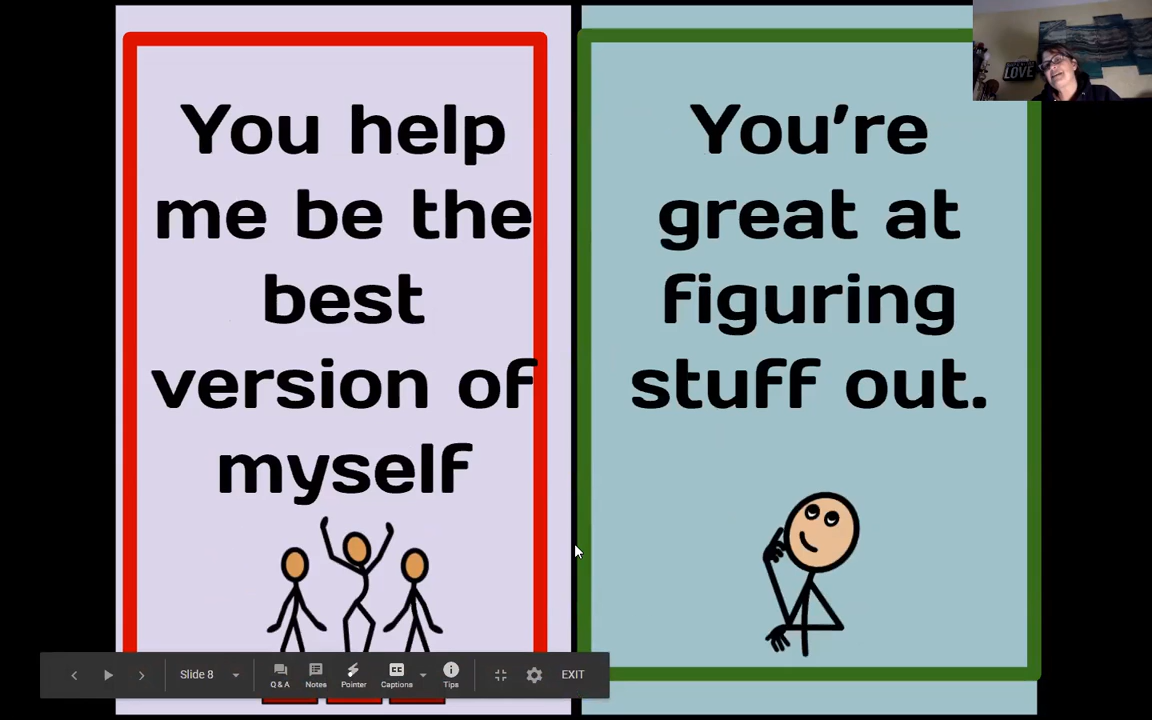 You help
me be the
best
version of
myself
You're
great at
figuring
stuff out.
LOVE
Slide 8
Q & A
Notes
Pointer
Captions
Tips
EXIT